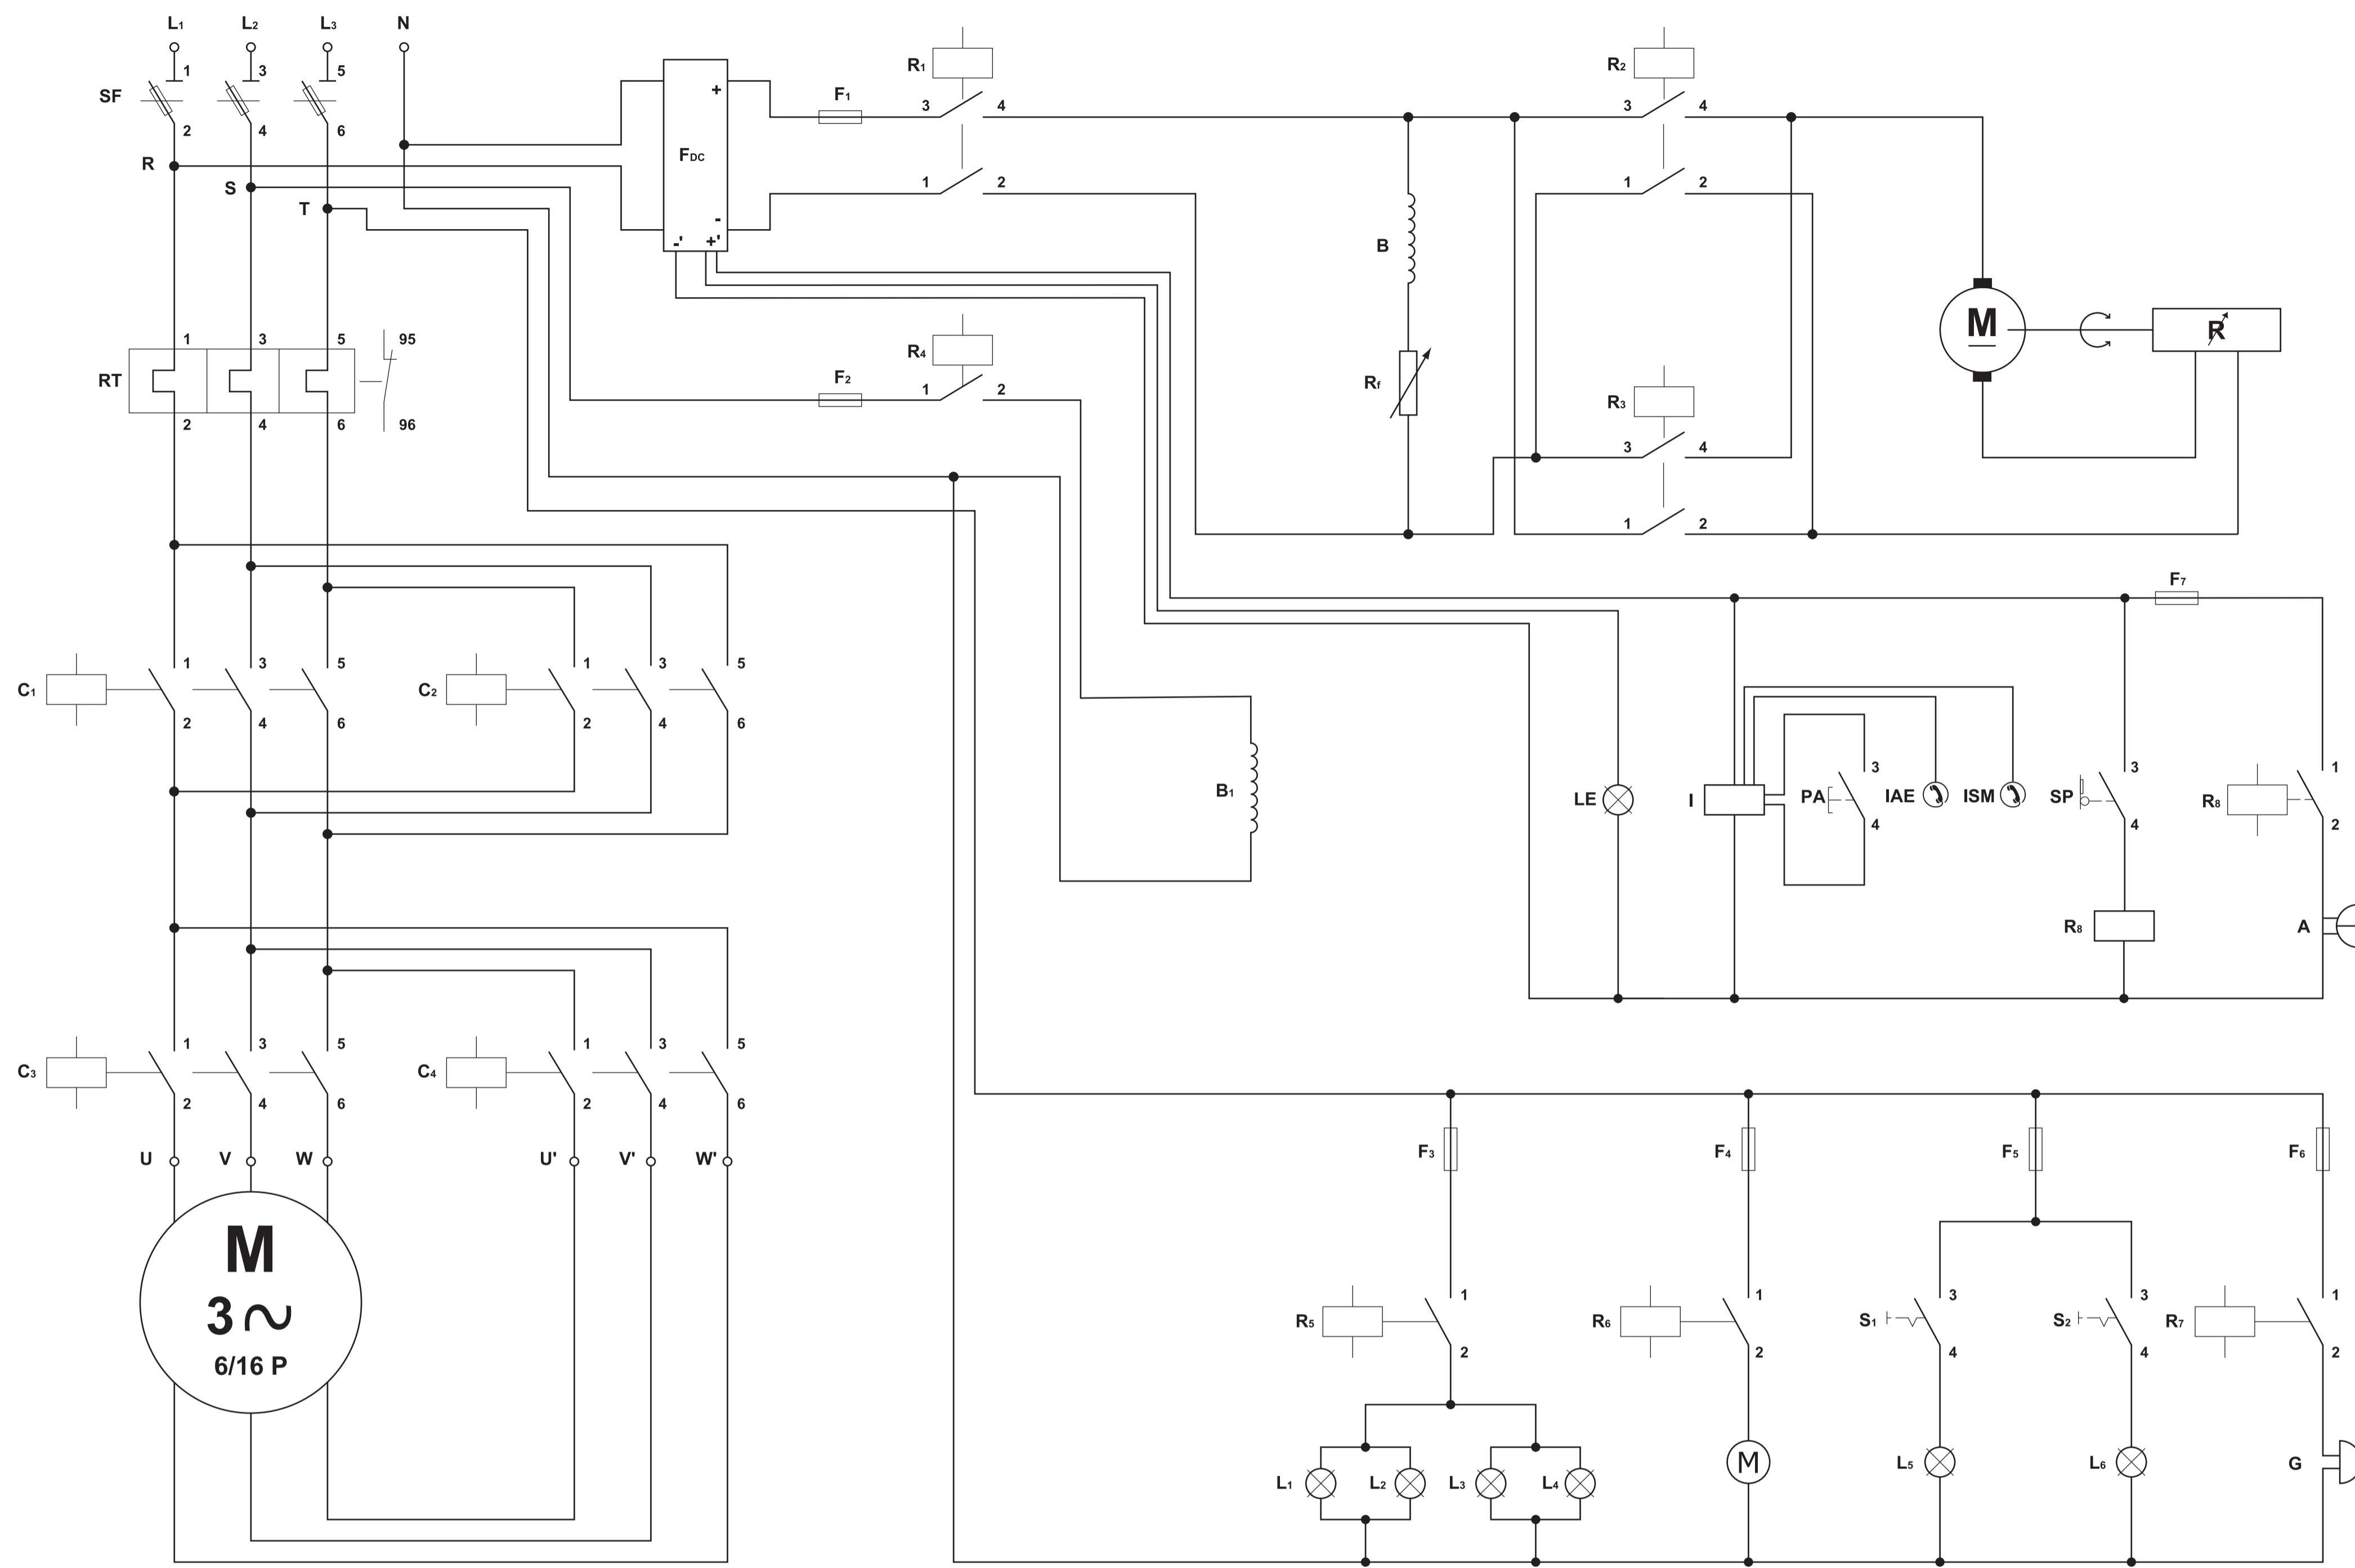 L1 L2 L3 N
SF 1 3 5
2 4 6
R
S
T
FDC + - -' +'
F1 R1 3 4
1 2
R2 3 4
1 2
B
Rf
M R
RT 1 3 5 95
2 4 6 96
F2 R4 1 2
R3 3 4
1 2
F7
C1 1 3 5 C2 1 3 5
2 4 6 2 4 6
B1
LE I PA 3 4 IAE ISM SP 3 4 R8 1 2
R8 A
C3 1 3 5 C4 1 3 5
2 4 6 2 4 6
U V W U' V' W'
M
3
6/16 P
F3 F4 F5 F6
R5 1 2 R6 1 2 S1 3 4 S2 3 4 R7 1 2
L1 L2 L3 L4 M L5 L6 G